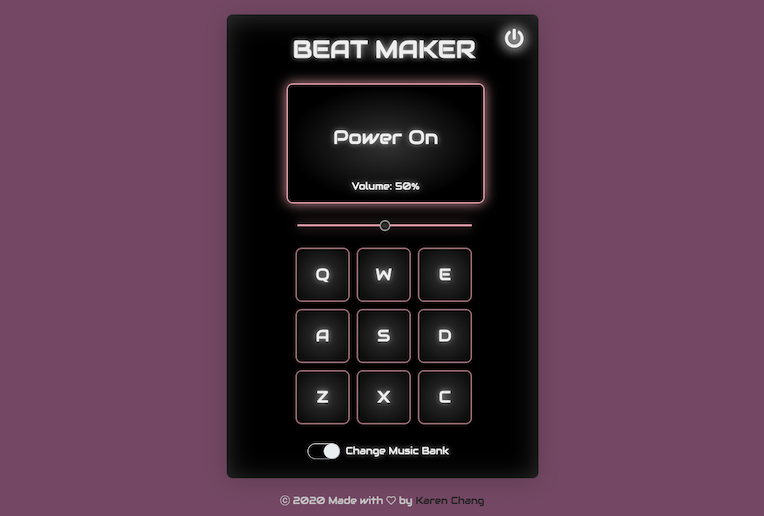 BEAT MAKER
Power On
Volume: 50%
Q W E
A S D
Z X C
Change Music Bank
© 2020 Made with ♡ by Karen Chang